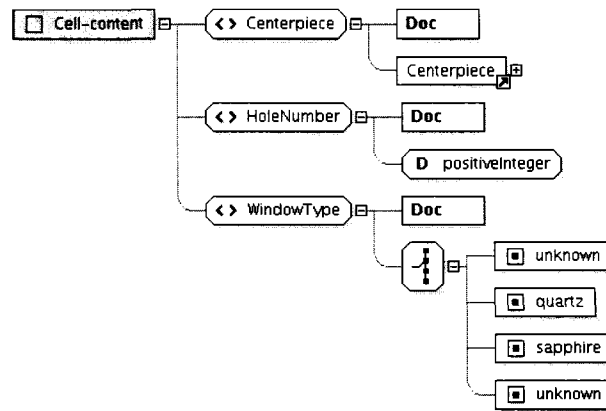 Cell-content
<> Centerpiece
Doc
Centerpiece
<> HoleNumber
Doc
D positiveInteger
<> WindowType
Doc
unknown
quartz
sapphire
unknown